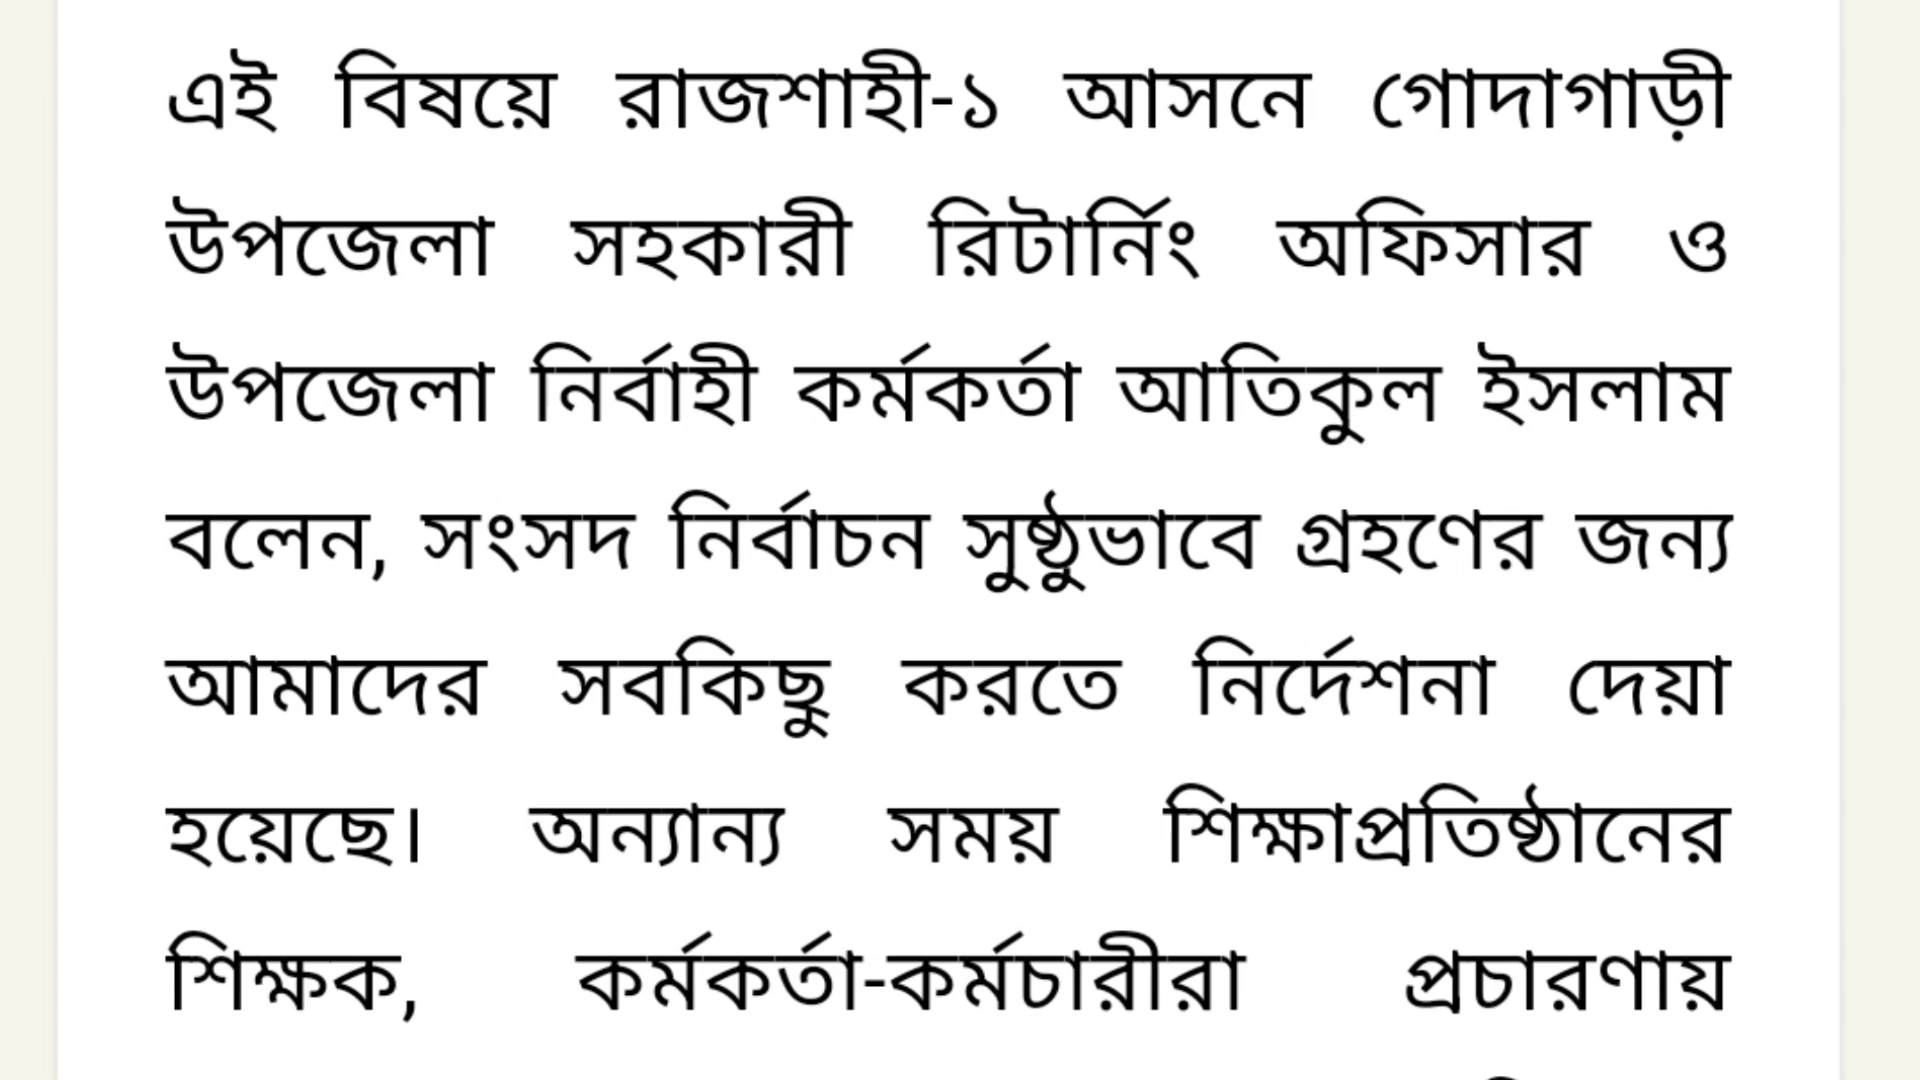 এই বিষয়ে রাজশাহী-১ আসনে গোদাগাড়ী
উপজেলা সহকারী রিটার্নিং অফিসার ও
উপজেলা নির্বাহী কর্মকর্তা আতিকুল ইসলাম
বলেন, সংসদ নির্বাচন সুষ্ঠুভাবে গ্রহণের জন্য
আমাদের সবকিছু করতে নির্দেশনা দেয়া
হয়েছে। অন্যান্য সময় শিক্ষাপ্রতিষ্ঠানের
শিক্ষক, কর্মকর্তা-কর্মচারীরা প্রচারণায়